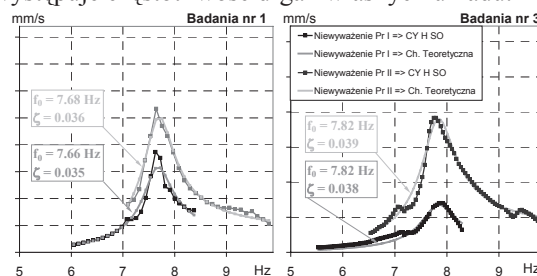 mm/s
Badania nr 1
f₀ = 7.68 Hz
ζ = 0.036
f₀ = 7.66 Hz
ζ = 0.035
5 6 7 8 9 Hz
mm/s
Badania nr 3
Niewyważenie Pr I => CY H SO
Niewyważenie Pr I => Ch. Teoretyczna
Niewyważenie Pr II => CY H SO
Niewyważenie Pr II => Ch. Teoretyczna
f₀ = 7.82 Hz
ζ = 0.039
f₀ = 7.82 Hz
ζ = 0.038
5 6 7 8 9 Hz